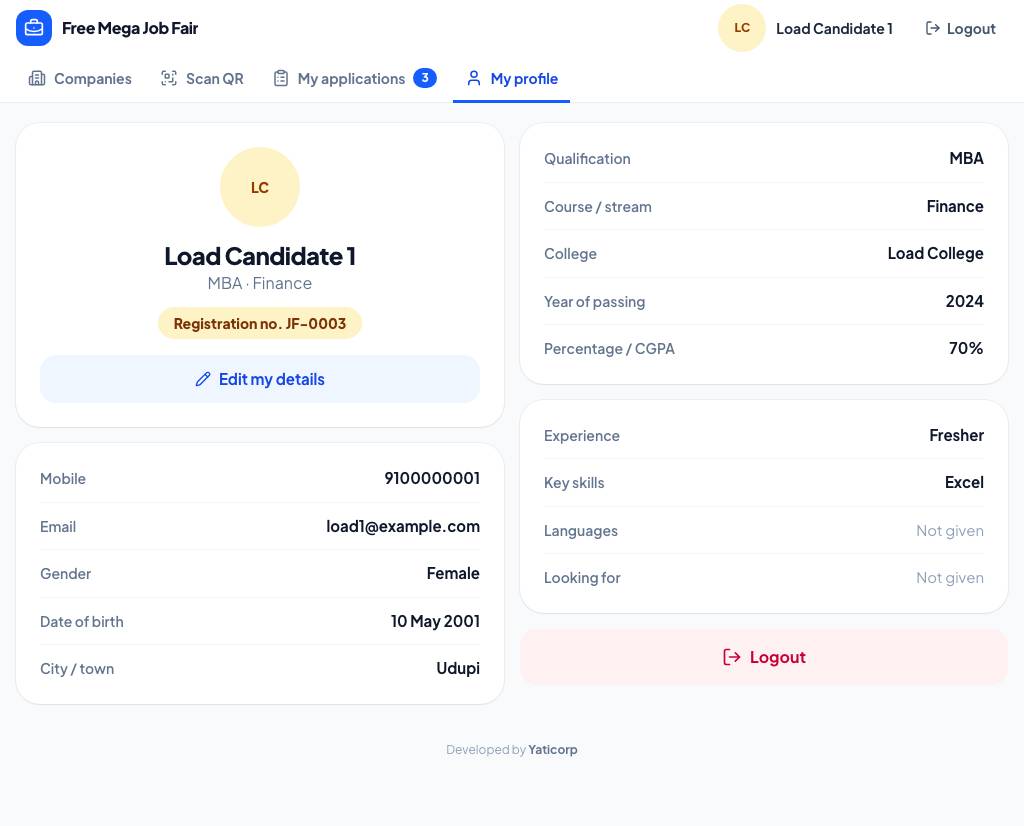 Free Mega Job Fair
LC Load Candidate 1 Logout
Companies Scan QR My applications 3 My profile
LC
Load Candidate 1
MBA · Finance
Registration no. JF-0003
Edit my details
Mobile 9100000001
Email load1@example.com
Gender Female
Date of birth 10 May 2001
City / town Udupi
Qualification MBA
Course / stream Finance
College Load College
Year of passing 2024
Percentage / CGPA 70%
Experience Fresher
Key skills Excel
Languages Not given
Looking for Not given
Logout
Developed by Yaticorp